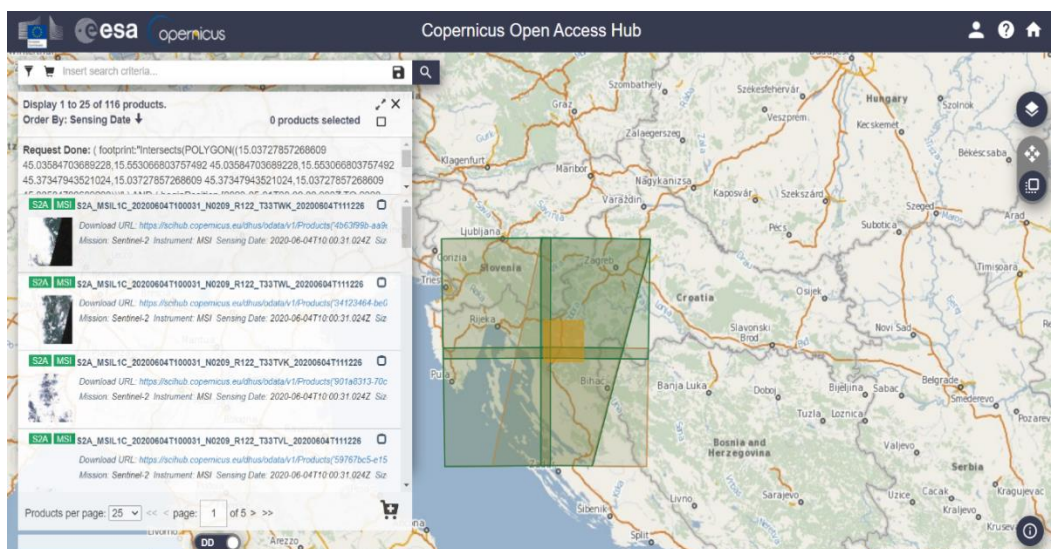 esa opernicus
Copernicus Open Access Hub
Insert search criteria...
Display 1 to 25 of 116 products.
Order By: Sensing Date
0 products selected
Request Done: ( footprint:"Intersects(POLYGON((15.03727857268609
45.03584703689228,15.553066803757492 45.03584703689228,15.553066803757492
45.37347943521024,15.03727857268609 45.37347943521024,15.03727857268609
S2A MSI S2A_MSIL1C_20200604T100031_N0209_R122_T33TWK_20200604T111226
Download URL: https://scihub.copernicus.eu/dhus/odata/v1/Products('4b63f99b-aa9
Mission: Sentinel-2 Instrument: MSI Sensing Date: 2020-06-04T10:00:31.024Z Siz
S2A MSI S2A_MSIL1C_20200604T100031_N0209_R122_T33TWL_20200604T111226
Download URL: https://scihub.copernicus.eu/dhus/odata/v1/Products('34123464-be0
Mission: Sentinel-2 Instrument: MSI Sensing Date: 2020-06-04T10:00:31.024Z Siz
S2A MSI S2A_MSIL1C_20200604T100031_N0209_R122_T33TVK_20200604T111226
Download URL: https://scihub.copernicus.eu/dhus/odata/v1/Products('901a8313-70c
Mission: Sentinel-2 Instrument: MSI Sensing Date: 2020-06-04T10:00:31.024Z Siz
S2A MSI S2A_MSIL1C_20200604T100031_N0209_R122_T33TVL_20200604T111226
Download URL: https://scihub.copernicus.eu/dhus/odata/v1/Products('59767bc5-e15
Mission: Sentinel-2 Instrument: MSI Sensing Date: 2020-06-04T10:00:31.024Z Siz
Products per page: 25 << < page: 1 of 5 > >>
DD
Arezzo
Szombathely
Székesfehérvár
Hungary
Szolnok
Graz
Veszprem
Kecskemét
Zalaegerszeg
Békéscsaba
Klagenfurt
Maribor
Nagykanizsa
Kaposvár
Szekszárd
Varaždin
Szeged
Arad
Pecs
Subotica
Ljubljana
Gorizia
Slovenia
Zagreb
Timișoara
Croatia
Osijek
Rijeka
Slavonski
Brod
Novi Sad
Pula
Bihać
Banja Luka
Doboj
Bijeljina
Sabac
Belgrade
Smederevo
Tuzla
Loznica
Pozarev
Bosnia and
Herzegovina
Valjevo
Serbia
Livno
Sarajevo
Uzice
Cacak
Kragujevac
Kraljevo
Krusev
Šibenik
Split